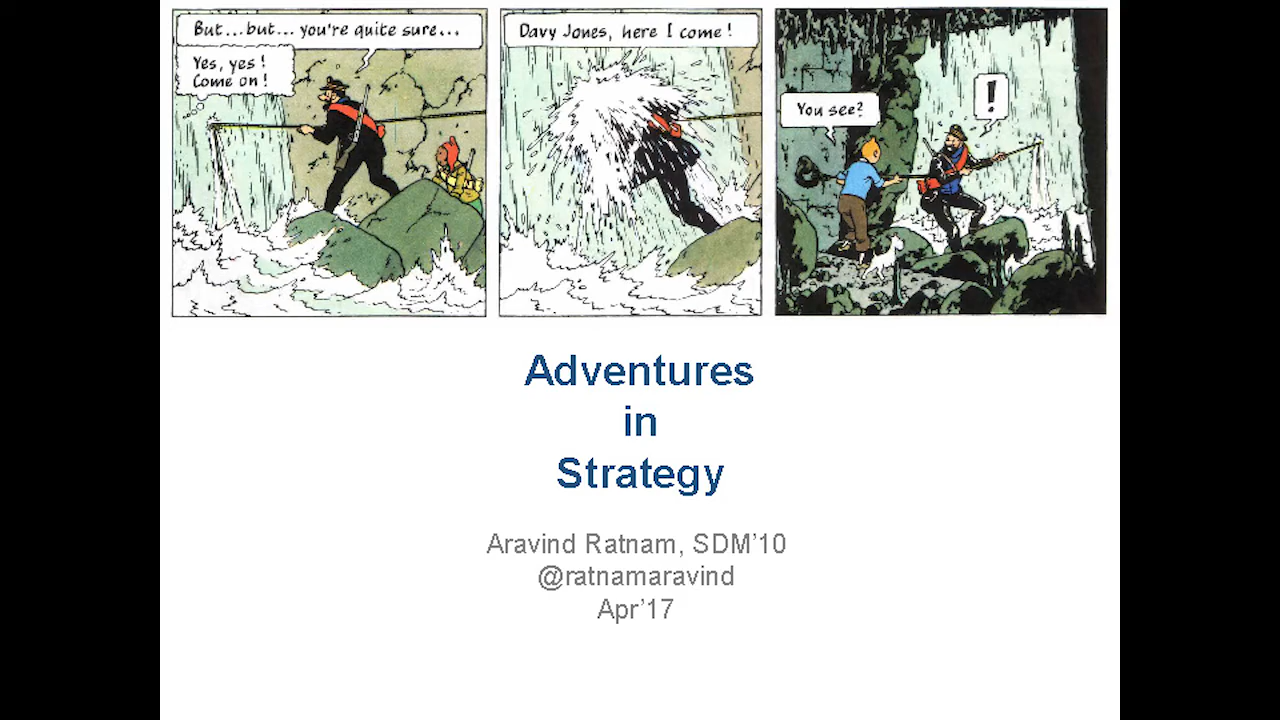 But...but... you're quite sure...
Yes, yes!
Come on!
Davy Jones, here I come!
You see?
!
Adventures
in
Strategy
Aravind Ratnam, SDM'10
@ratnamaravind
Apr'17